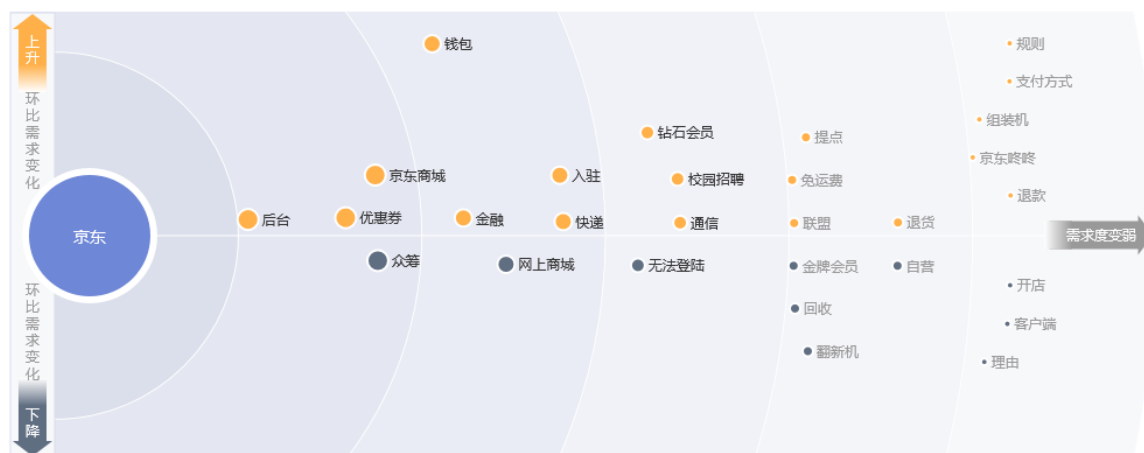 上升
环比需求变化
钱包
规则
支付方式
钻石会员
组装机
提点
京东咚咚
京东商城
入驻
校园招聘
免运费
退款
后台
优惠券
金融
快递
通信
联盟
退货
京东
需求度变弱
众筹
网上商城
无法登陆
金牌会员
自营
开店
回收
客户端
翻新机
理由
环比需求变化
下降